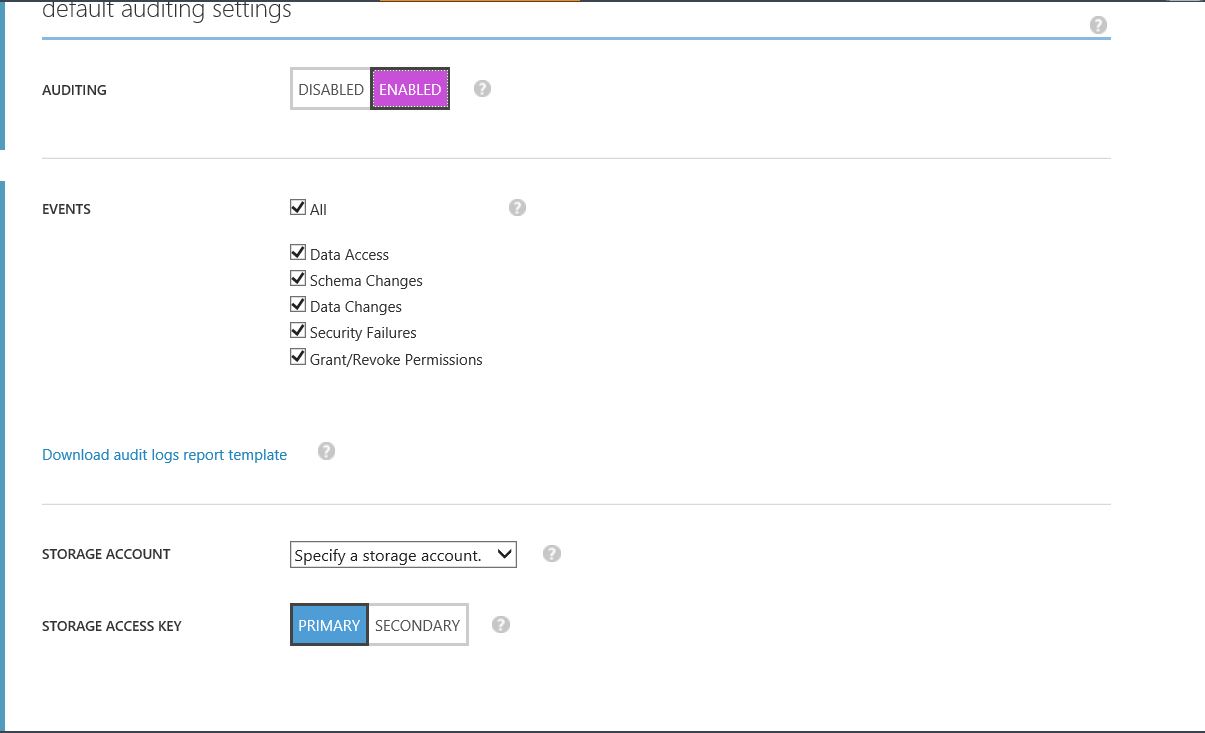 default auditing settings
?
AUDITING DISABLED ENABLED ?
EVENTS All ?
Data Access
Schema Changes
Data Changes
Security Failures
Grant/Revoke Permissions
Download audit logs report template ?
STORAGE ACCOUNT Specify a storage account. ?
STORAGE ACCESS KEY PRIMARY SECONDARY ?